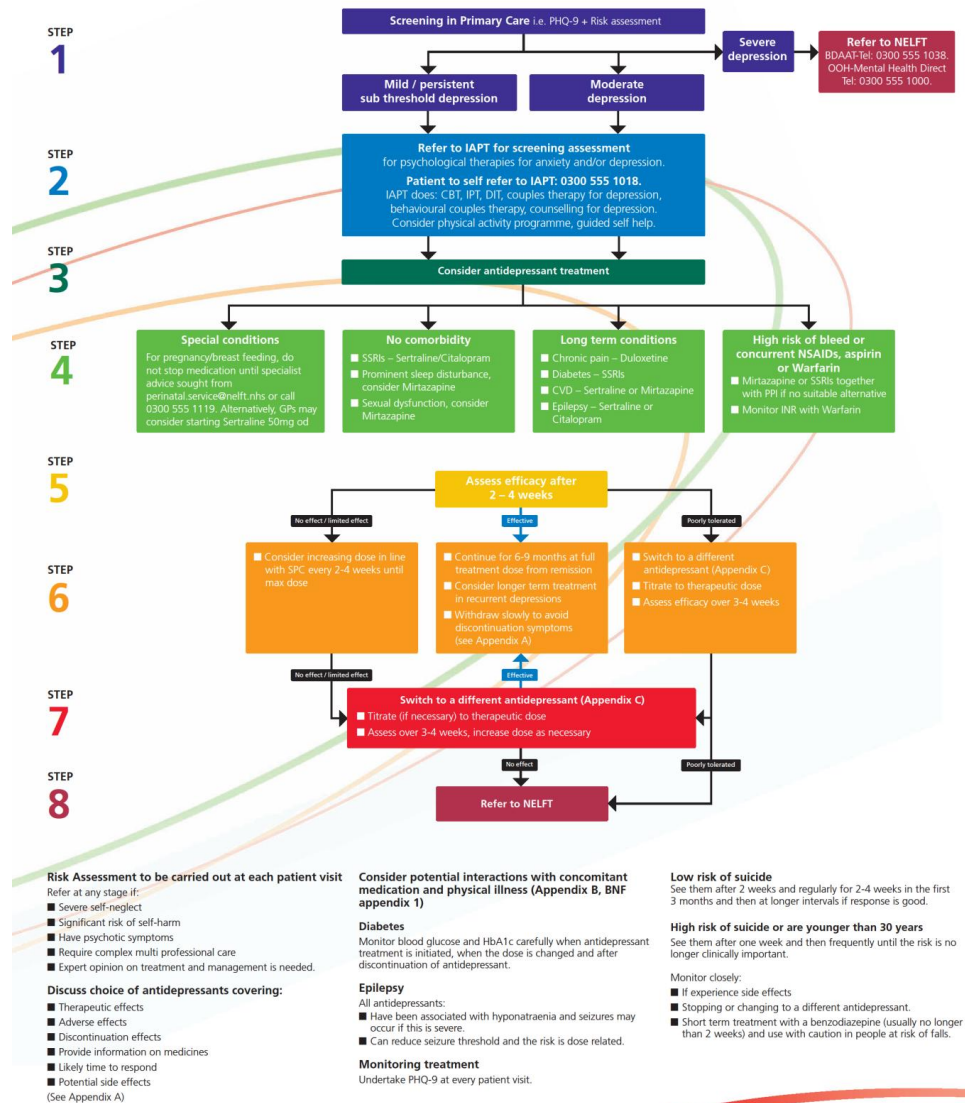 STEP
1
Screening in Primary Care i.e. PHQ-9 + Risk assessment
Severe
depression
Refer to NELFT
BDAAT-Tel: 0300 555 1038.
OOH-Mental Health Direct
Tel: 0300 555 1000.
Mild / persistent
sub threshold depression
Moderate
depression
STEP
2
Refer to IAPT for screening assessment
for psychological therapies for anxiety and/or depression.
Patient to self refer to IAPT: 0300 555 1018.
IAPT does: CBT, IPT, DIT, couples therapy for depression,
behavioural couples therapy, counselling for depression.
Consider physical activity programme, guided self help.
STEP
3
Consider antidepressant treatment
STEP
4
Special conditions
For pregnancy/breast feeding, do
not stop medication until specialist
advice sought from
perinatal.service@nelft.nhs or call
0300 555 1119. Alternatively, GPs may
consider starting Sertraline 50mg od
No comorbidity
■ SSRIs – Sertraline/Citalopram
■ Prominent sleep disturbance,
consider Mirtazapine
■ Sexual dysfunction, consider
Mirtazapine
Long term conditions
■ Chronic pain – Duloxetine
■ Diabetes – SSRIs
■ CVD – Sertraline or Mirtazapine
■ Epilepsy – Sertraline or
Citalopram
High risk of bleed or
concurrent NSAIDs, aspirin
or Warfarin
■ Mirtazapine or SSRIs together
with PPI if no suitable alternative
■ Monitor INR with Warfarin
STEP
5
Assess efficacy after
2 – 4 weeks
No effect / limited effect
Effective
Poorly tolerated
STEP
6
■ Consider increasing dose in line
with SPC every 2-4 weeks until
max dose
■ Continue for 6-9 months at full
treatment dose from remission
■ Consider longer term treatment
in recurrent depressions
■ Withdraw slowly to avoid
discontinuation symptoms
(see Appendix A)
■ Switch to a different
antidepressant (Appendix C)
■ Titrate to therapeutic dose
■ Assess efficacy over 3-4 weeks
No effect / limited effect
Effective
STEP
7
Switch to a different antidepressant (Appendix C)
■ Titrate (if necessary) to therapeutic dose
■ Assess over 3-4 weeks, increase dose as necessary
No effect
Poorly tolerated
STEP
8
Refer to NELFT
Risk Assessment to be carried out at each patient visit
Refer at any stage if:
■ Severe self-neglect
■ Significant risk of self-harm
■ Have psychotic symptoms
■ Require complex multi professional care
■ Expert opinion on treatment and management is needed.
Discuss choice of antidepressants covering:
■ Therapeutic effects
■ Adverse effects
■ Discontinuation effects
■ Provide information on medicines
■ Likely time to respond
■ Potential side effects
(See Appendix A)
Consider potential interactions with concomitant
medication and physical illness (Appendix B, BNF
appendix 1)
Diabetes
Monitor blood glucose and HbA1c carefully when antidepressant
treatment is initiated, when the dose is changed and after
discontinuation of antidepressant.
Epilepsy
All antidepressants:
■ Have been associated with hyponatraenia and seizures may
occur if this is severe.
■ Can reduce seizure threshold and the risk is dose related.
Monitoring treatment
Undertake PHQ-9 at every patient visit.
Low risk of suicide
See them after 2 weeks and regularly for 2-4 weeks in the first
3 months and then at longer intervals if response is good.
High risk of suicide or are younger than 30 years
See them after one week and then frequently until the risk is no
longer clinically important.
Monitor closely:
■ If experience side effects
■ Stopping or changing to a different antidepressant.
■ Short term treatment with a benzodiazepine (usually no longer
than 2 weeks) and use with caution in people at risk of falls.